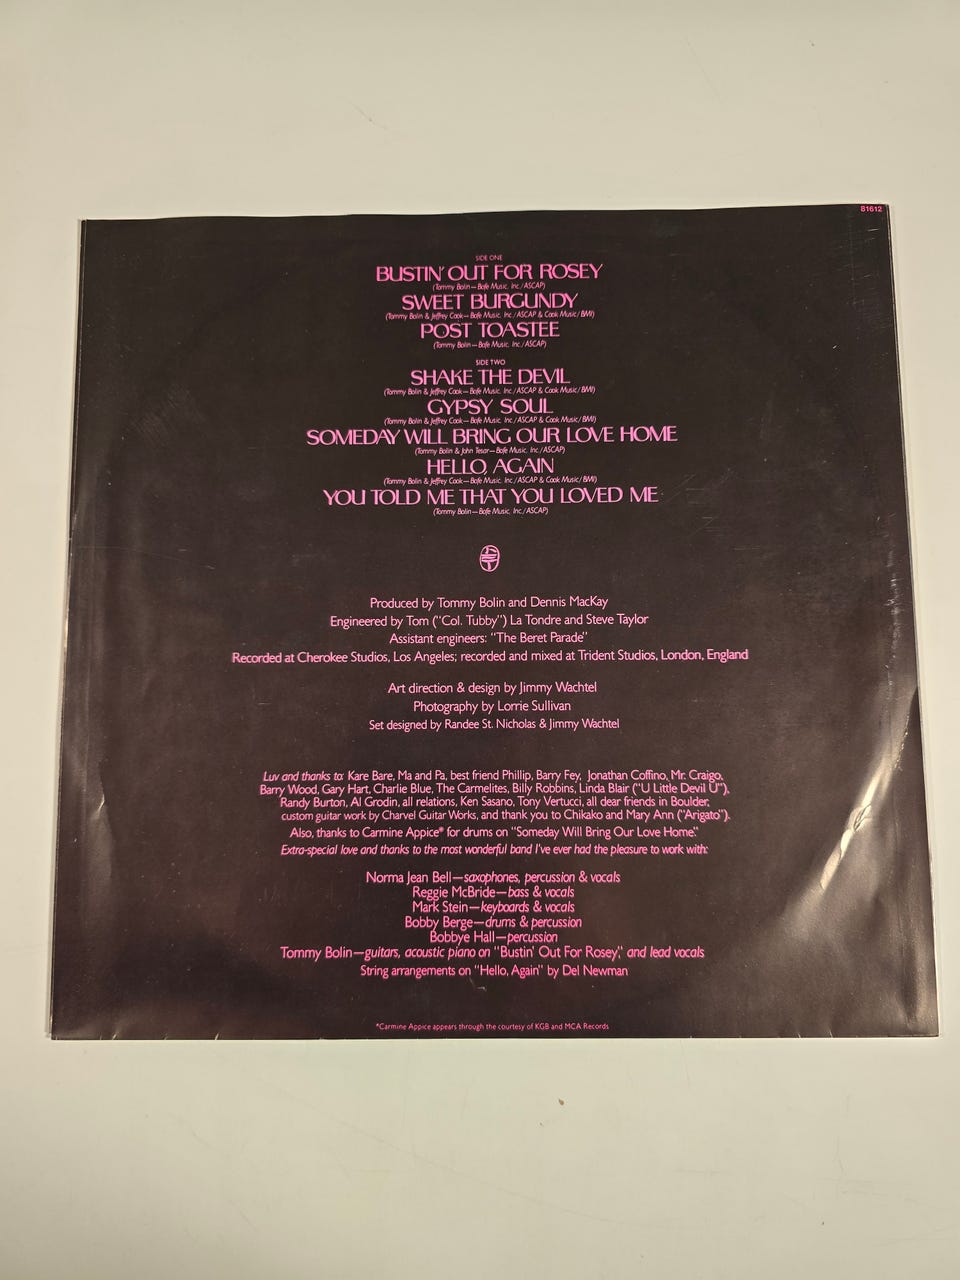 81612
SIDE ONE
BUSTIN' OUT FOR ROSEY
(Tommy Bolin—Bofe Music, Inc./ASCAP)
SWEET BURGUNDY
(Tommy Bolin & Jeffrey Cook—Bofe Music, Inc./ASCAP & Cook Music/BMI)
POST TOASTEE
(Tommy Bolin—Bofe Music, Inc./ASCAP)
SIDE TWO
SHAKE THE DEVIL
(Tommy Bolin & Jeffrey Cook—Bofe Music, Inc./ASCAP & Cook Music/BMI)
GYPSY SOUL
(Tommy Bolin & Jeffrey Cook—Bofe Music, Inc./ASCAP & Cook Music/BMI)
SOMEDAY WILL BRING OUR LOVE HOME
(Tommy Bolin & John Tesar—Bofe Music, Inc./ASCAP)
HELLO, AGAIN
(Tommy Bolin & Jeffrey Cook—Bofe Music, Inc./ASCAP & Cook Music/BMI)
YOU TOLD ME THAT YOU LOVED ME
(Tommy Bolin—Bofe Music, Inc./ASCAP)
Produced by Tommy Bolin and Dennis MacKay
Engineered by Tom ("Col. Tubby") La Tondre and Steve Taylor
Assistant engineers: "The Beret Parade"
Recorded at Cherokee Studios, Los Angeles; recorded and mixed at Trident Studios, London, England
Art direction & design by Jimmy Wachtel
Photography by Lorrie Sullivan
Set designed by Randee St. Nicholas & Jimmy Wachtel
Luv and thanks to: Kare Bare, Ma and Pa, best friend Phillip, Barry Fey, Jonathan Coffino, Mr. Craigo,
Barry Wood, Gary Hart, Charlie Blue, The Carmelites, Billy Robbins, Linda Blair ("U Little Devil U"),
Randy Burton, Al Grodin, all relations, Ken Sasano, Tony Vertucci, all dear friends in Boulder,
custom guitar work by Charvel Guitar Works, and thank you to Chikako and Mary Ann ("Arigato").
Also, thanks to Carmine Appice* for drums on "Someday Will Bring Our Love Home."
Extra-special love and thanks to the most wonderful band I've ever had the pleasure to work with:
Norma Jean Bell—saxophones, percussion & vocals
Reggie McBride—bass & vocals
Mark Stein—keyboards & vocals
Bobby Berge—drums & percussion
Bobbye Hall—percussion
Tommy Bolin—guitars, acoustic piano on "Bustin' Out For Rosey," and lead vocals
String arrangements on "Hello, Again" by Del Newman
*Carmine Appice appears through the courtesy of KGB and MCA Records